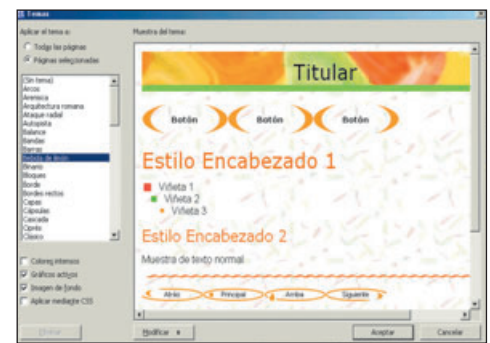 Temas
Aplicar el tema a:
Todas las páginas
Páginas seleccionadas
(Sin tema)
Arcos
Arenisca
Arquitectura romana
Ataque radial
Autopista
Balance
Bandas
Barras
Bebida de limón
Binario
Bloques
Borde
Bordes rectos
Capas
Cápsulas
Cascada
Ciprés
Clásico
Colores intensos
Gráficos activos
Imagen de fondo
Aplicar mediante CSS
Muestra del tema:
Titular
Botón Botón Botón
Estilo Encabezado 1
Viñeta 1
Viñeta 2
Viñeta 3
Estilo Encabezado 2
Muestra de texto normal
Atrás Principal Arriba Siguiente
Modificar Aceptar Cancelar